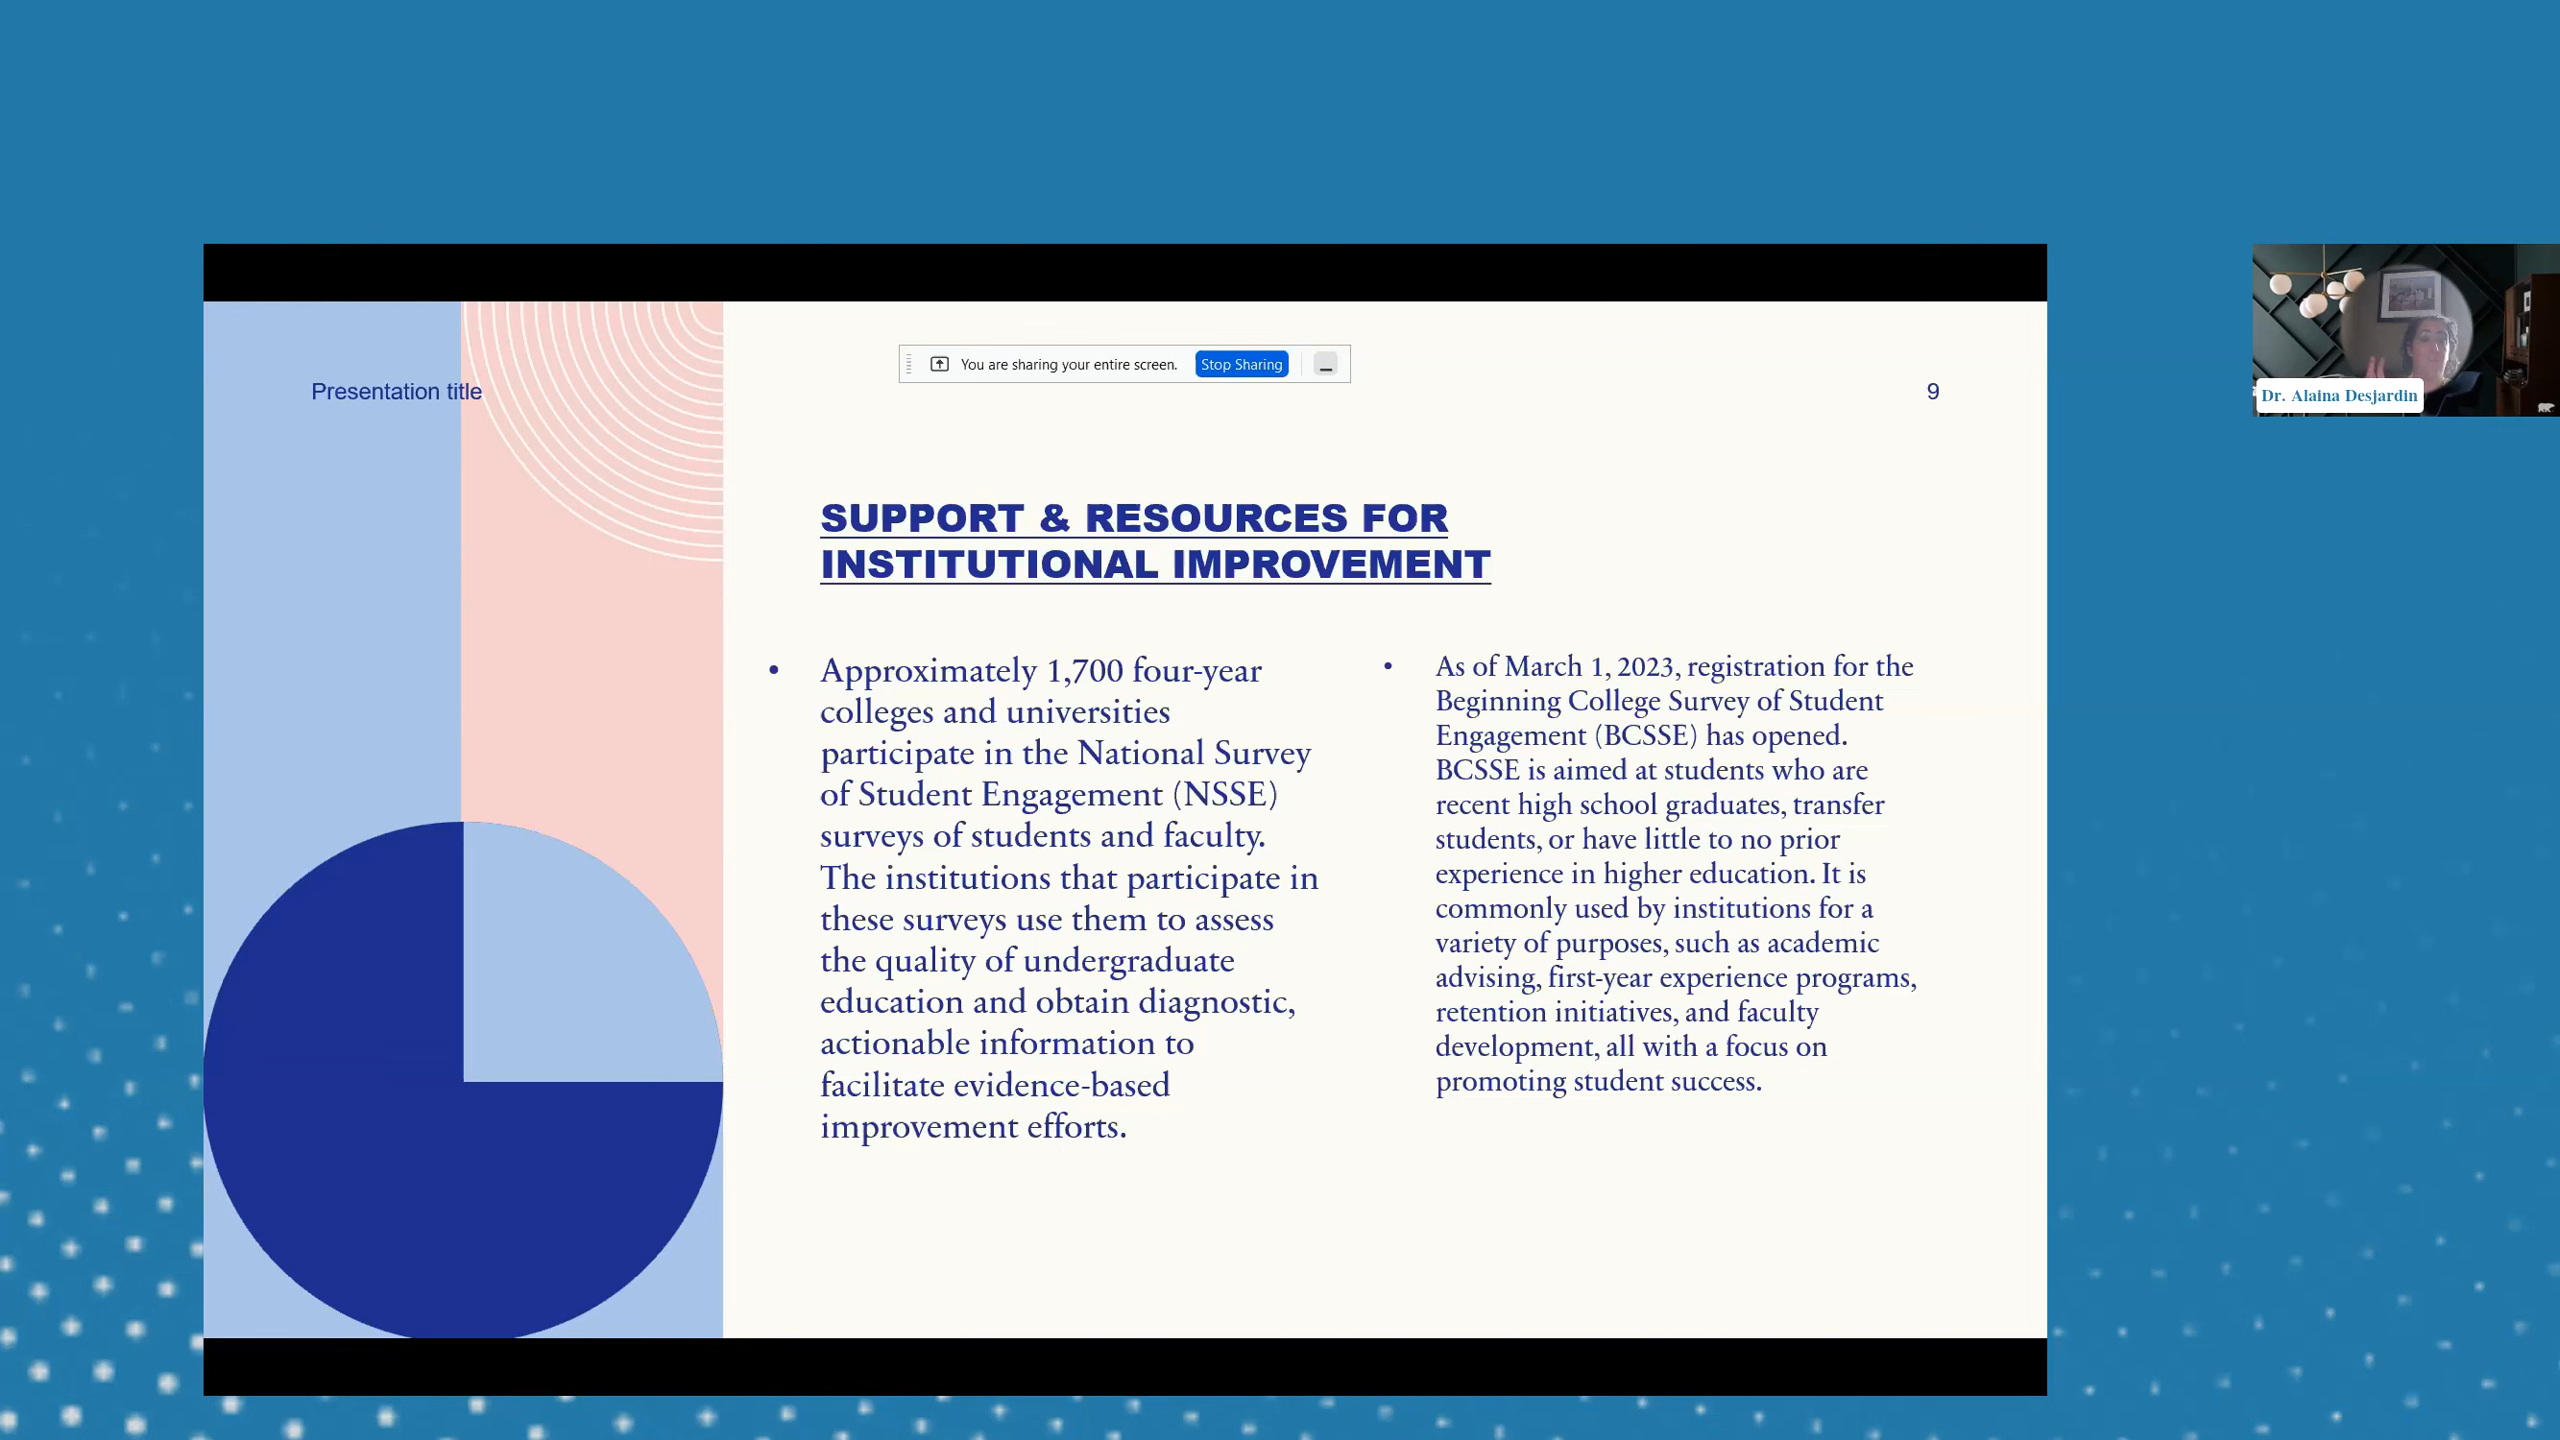 You are sharing your entire screen. Stop Sharing
Presentation title
9
Dr. Alaina Desjardin
SUPPORT & RESOURCES FOR
INSTITUTIONAL IMPROVEMENT
• Approximately 1,700 four-year
colleges and universities
participate in the National Survey
of Student Engagement (NSSE)
surveys of students and faculty.
The institutions that participate in
these surveys use them to assess
the quality of undergraduate
education and obtain diagnostic,
actionable information to
facilitate evidence-based
improvement efforts.
• As of March 1, 2023, registration for the
Beginning College Survey of Student
Engagement (BCSSE) has opened.
BCSSE is aimed at students who are
recent high school graduates, transfer
students, or have little to no prior
experience in higher education. It is
commonly used by institutions for a
variety of purposes, such as academic
advising, first-year experience programs,
retention initiatives, and faculty
development, all with a focus on
promoting student success.